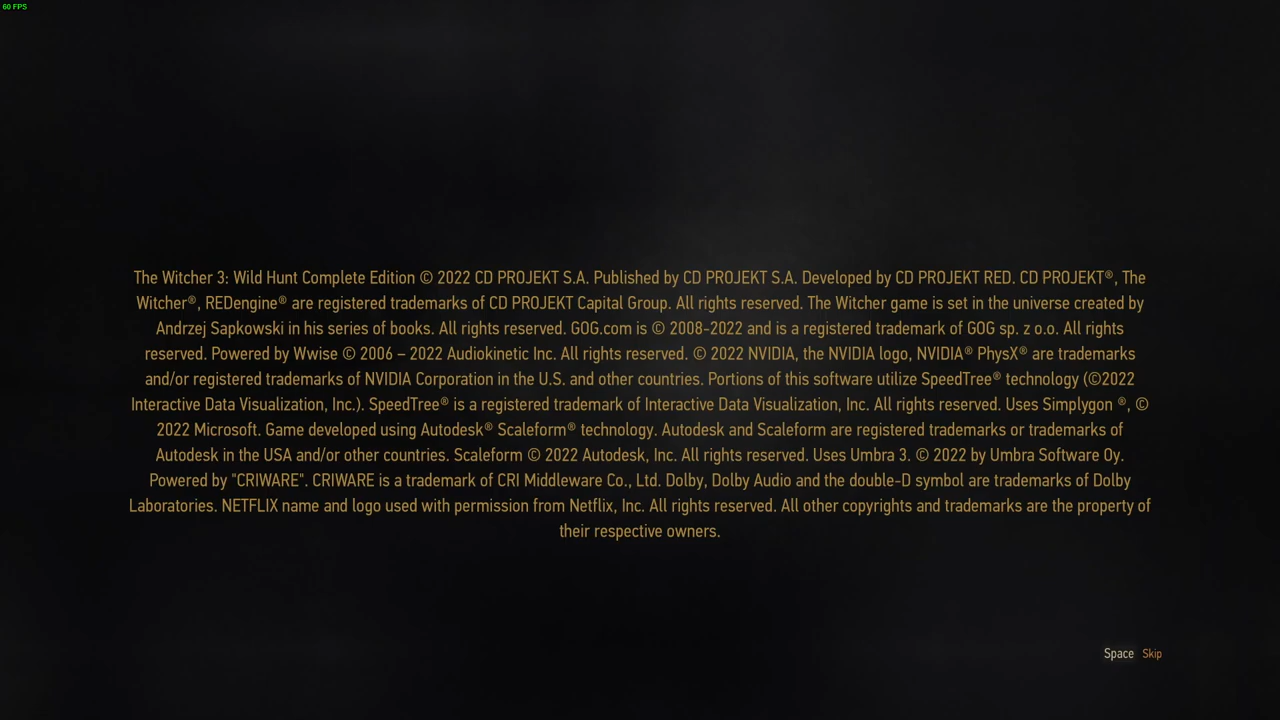 60 FPS
The Witcher 3: Wild Hunt Complete Edition © 2022 CD PROJEKT S.A. Published by CD PROJEKT S.A. Developed by CD PROJEKT RED. CD PROJEKT®, The
Witcher®, REDengine® are registered trademarks of CD PROJEKT Capital Group. All rights reserved. The Witcher game is set in the universe created by
Andrzej Sapkowski in his series of books. All rights reserved. GOG.com is © 2008-2022 and is a registered trademark of GOG sp. z o.o. All rights
reserved. Powered by Wwise © 2006 – 2022 Audiokinetic Inc. All rights reserved. © 2022 NVIDIA, the NVIDIA logo, NVIDIA® PhysX® are trademarks
and/or registered trademarks of NVIDIA Corporation in the U.S. and other countries. Portions of this software utilize SpeedTree® technology (©2022
Interactive Data Visualization, Inc.). SpeedTree® is a registered trademark of Interactive Data Visualization, Inc. All rights reserved. Uses Simplygon ®, ©
2022 Microsoft. Game developed using Autodesk® Scaleform® technology. Autodesk and Scaleform are registered trademarks or trademarks of
Autodesk in the USA and/or other countries. Scaleform © 2022 Autodesk, Inc. All rights reserved. Uses Umbra 3. © 2022 by Umbra Software Oy.
Powered by "CRIWARE". CRIWARE is a trademark of CRI Middleware Co., Ltd. Dolby, Dolby Audio and the double-D symbol are trademarks of Dolby
Laboratories. NETFLIX name and logo used with permission from Netflix, Inc. All rights reserved. All other copyrights and trademarks are the property of
their respective owners.
Space Skip